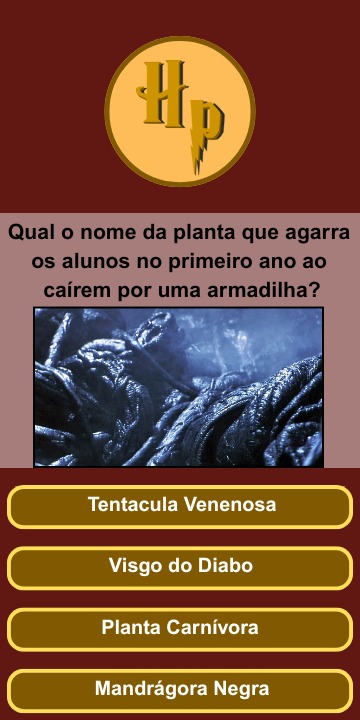 HP
Qual o nome da planta que agarra
os alunos no primeiro ano ao
caírem por uma armadilha?
Tentacula Venenosa
Visgo do Diabo
Planta Carnívora
Mandrágora Negra